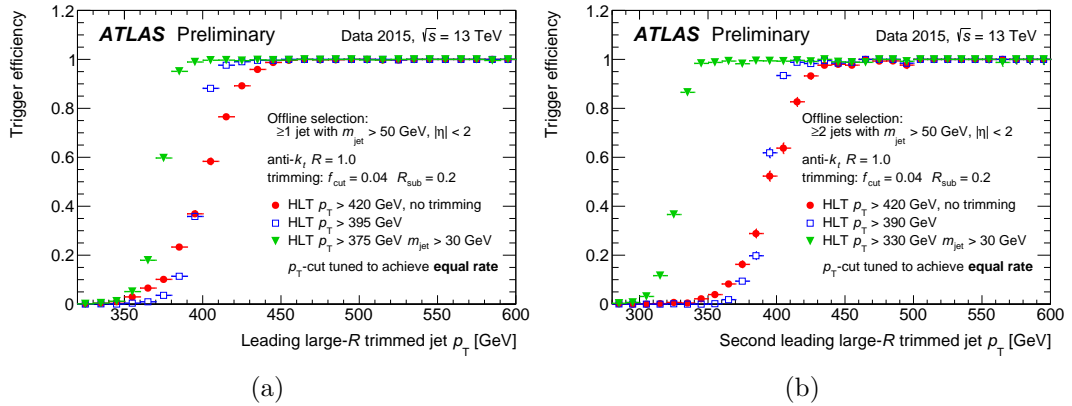 Trigger efficiency
1.2
1
0.8
0.6
0.4
0.2
0
ATLAS Preliminary
Data 2015, √s = 13 TeV
Offline selection:
≥1 jet with m_jet > 50 GeV, |η| < 2
anti-k_t R = 1.0
trimming: f_cut = 0.04 R_sub = 0.2
HLT p_T > 420 GeV, no trimming
HLT p_T > 395 GeV
HLT p_T > 375 GeV m_jet > 30 GeV
p_T-cut tuned to achieve equal rate
350 400 450 500 550 600
Leading large-R trimmed jet p_T [GeV]
(a)
Trigger efficiency
1.2
1
0.8
0.6
0.4
0.2
0
ATLAS Preliminary
Data 2015, √s = 13 TeV
Offline selection:
≥2 jets with m_jet > 50 GeV, |η| < 2
anti-k_t R = 1.0
trimming: f_cut = 0.04 R_sub = 0.2
HLT p_T > 420 GeV, no trimming
HLT p_T > 390 GeV
HLT p_T > 330 GeV m_jet > 30 GeV
p_T-cut tuned to achieve equal rate
300 350 400 450 500 550 600
Second leading large-R trimmed jet p_T [GeV]
(b)